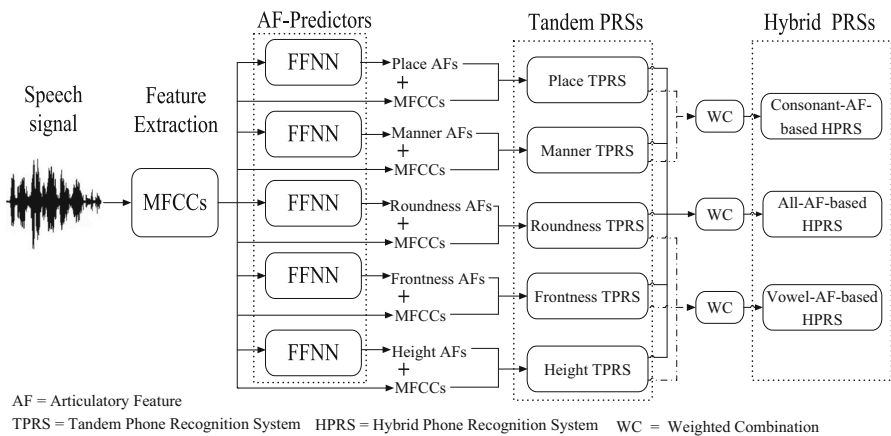 AF-Predictors
Tandem PRSs
Hybrid PRSs
Speech
signal
Feature
Extraction
MFCCs
FFNN
Place AFs
+
MFCCs
FFNN
Manner AFs
+
MFCCs
FFNN
Roundness AFs
+
MFCCs
FFNN
Frontness AFs
+
MFCCs
FFNN
Height AFs
+
MFCCs
Place TPRS
Manner TPRS
Roundness TPRS
Frontness TPRS
Height TPRS
WC
WC
WC
Consonant-AF-
based HPRS
All-AF-based
HPRS
Vowel-AF-based
HPRS
AF = Articulatory Feature
TPRS = Tandem Phone Recognition System HPRS = Hybrid Phone Recognition System WC = Weighted Combination